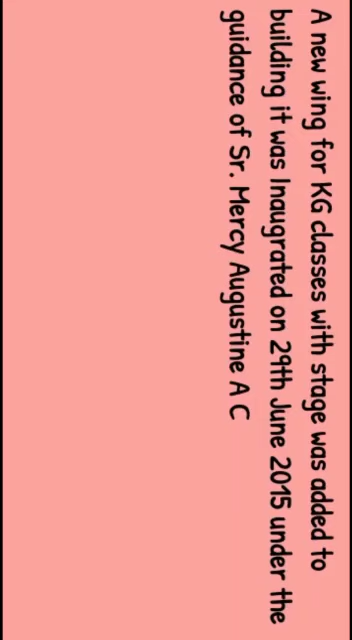 A new wing for KG classes with stage was added to
building it was Inaugrated on 29th June 2015 under the
guidance of Sr. Mercy Augustine A C